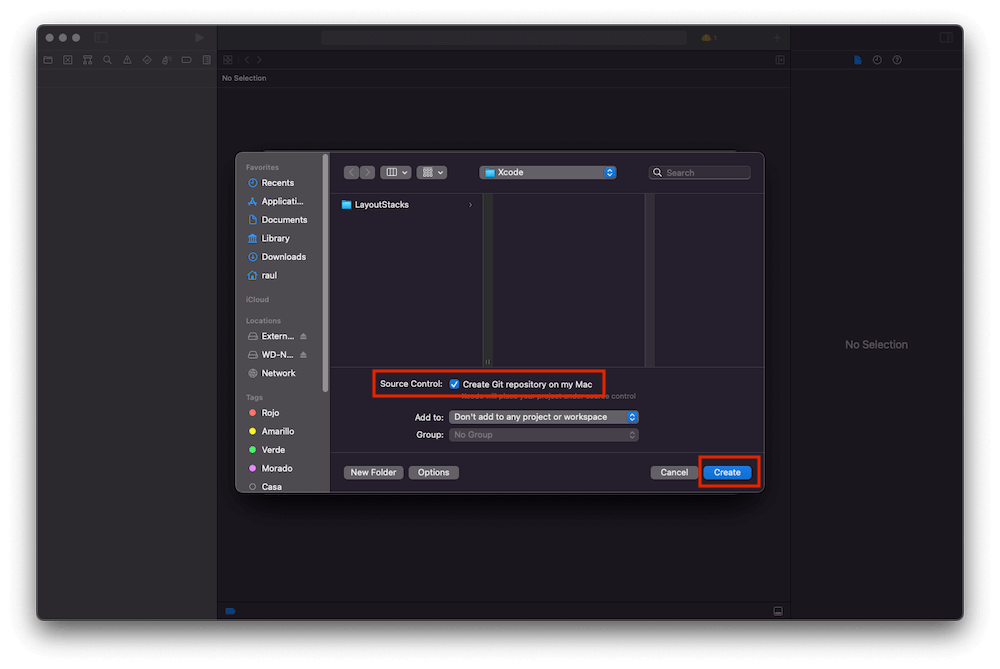 1
No Selection
Favorites
Recents
Applicati...
Documents
Library
Downloads
raul
iCloud
Locations
Extern...
WD-N...
Network
Tags
Rojo
Amarillo
Verde
Morado
Casa
Xcode
Search
LayoutStacks
Source Control: Create Git repository on my Mac
Xcode will place your project under source control
Add to: Don't add to any project or workspace
Group: No Group
New Folder Options Cancel Create
No Selection